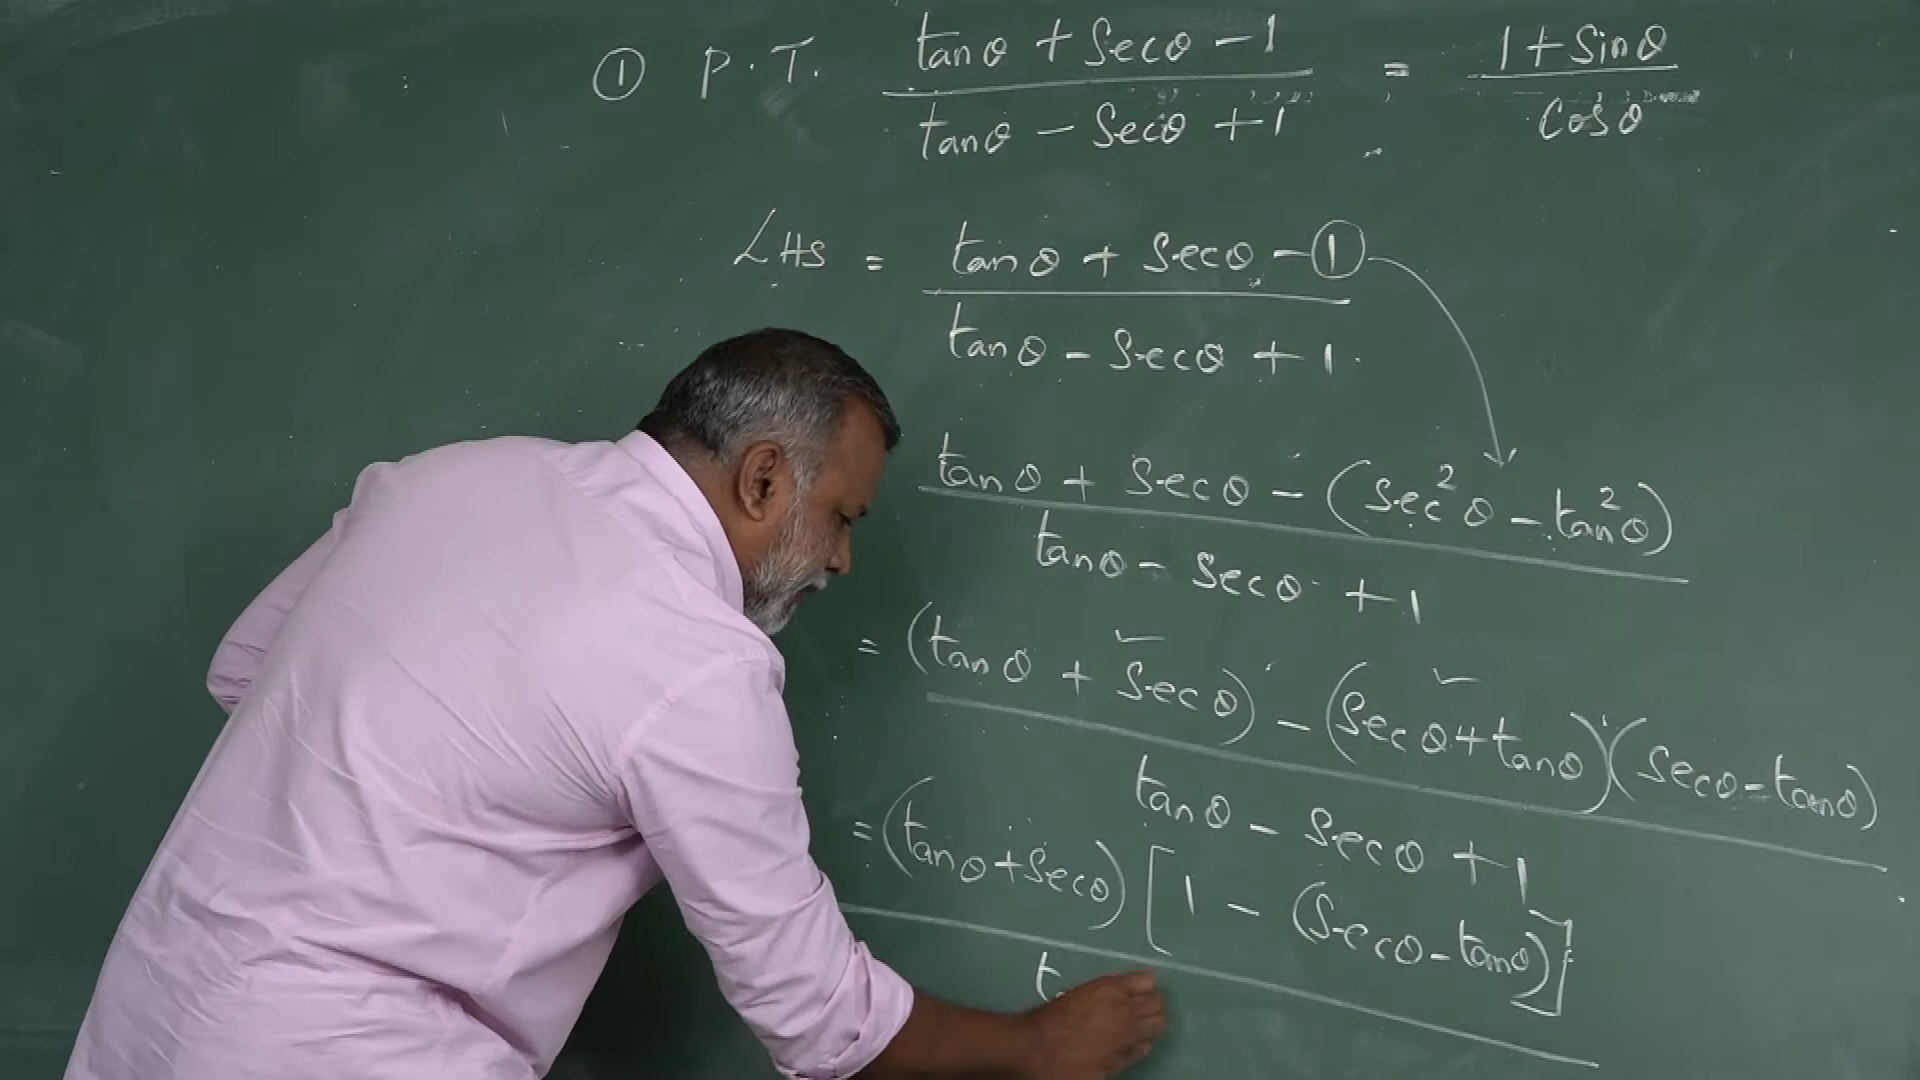 ① P.T. tanθ + secθ - 1 = 1 + sinθ
tanθ - secθ + 1 cosθ
LHS = tanθ + secθ - 1
tanθ - secθ + 1
tanθ + secθ - (sec²θ - tan²θ)
tanθ - secθ + 1
= (tanθ + secθ) - (secθ + tanθ)(secθ - tanθ)
tanθ - secθ + 1
= (tanθ + secθ) [1 - (secθ - tanθ)]
t